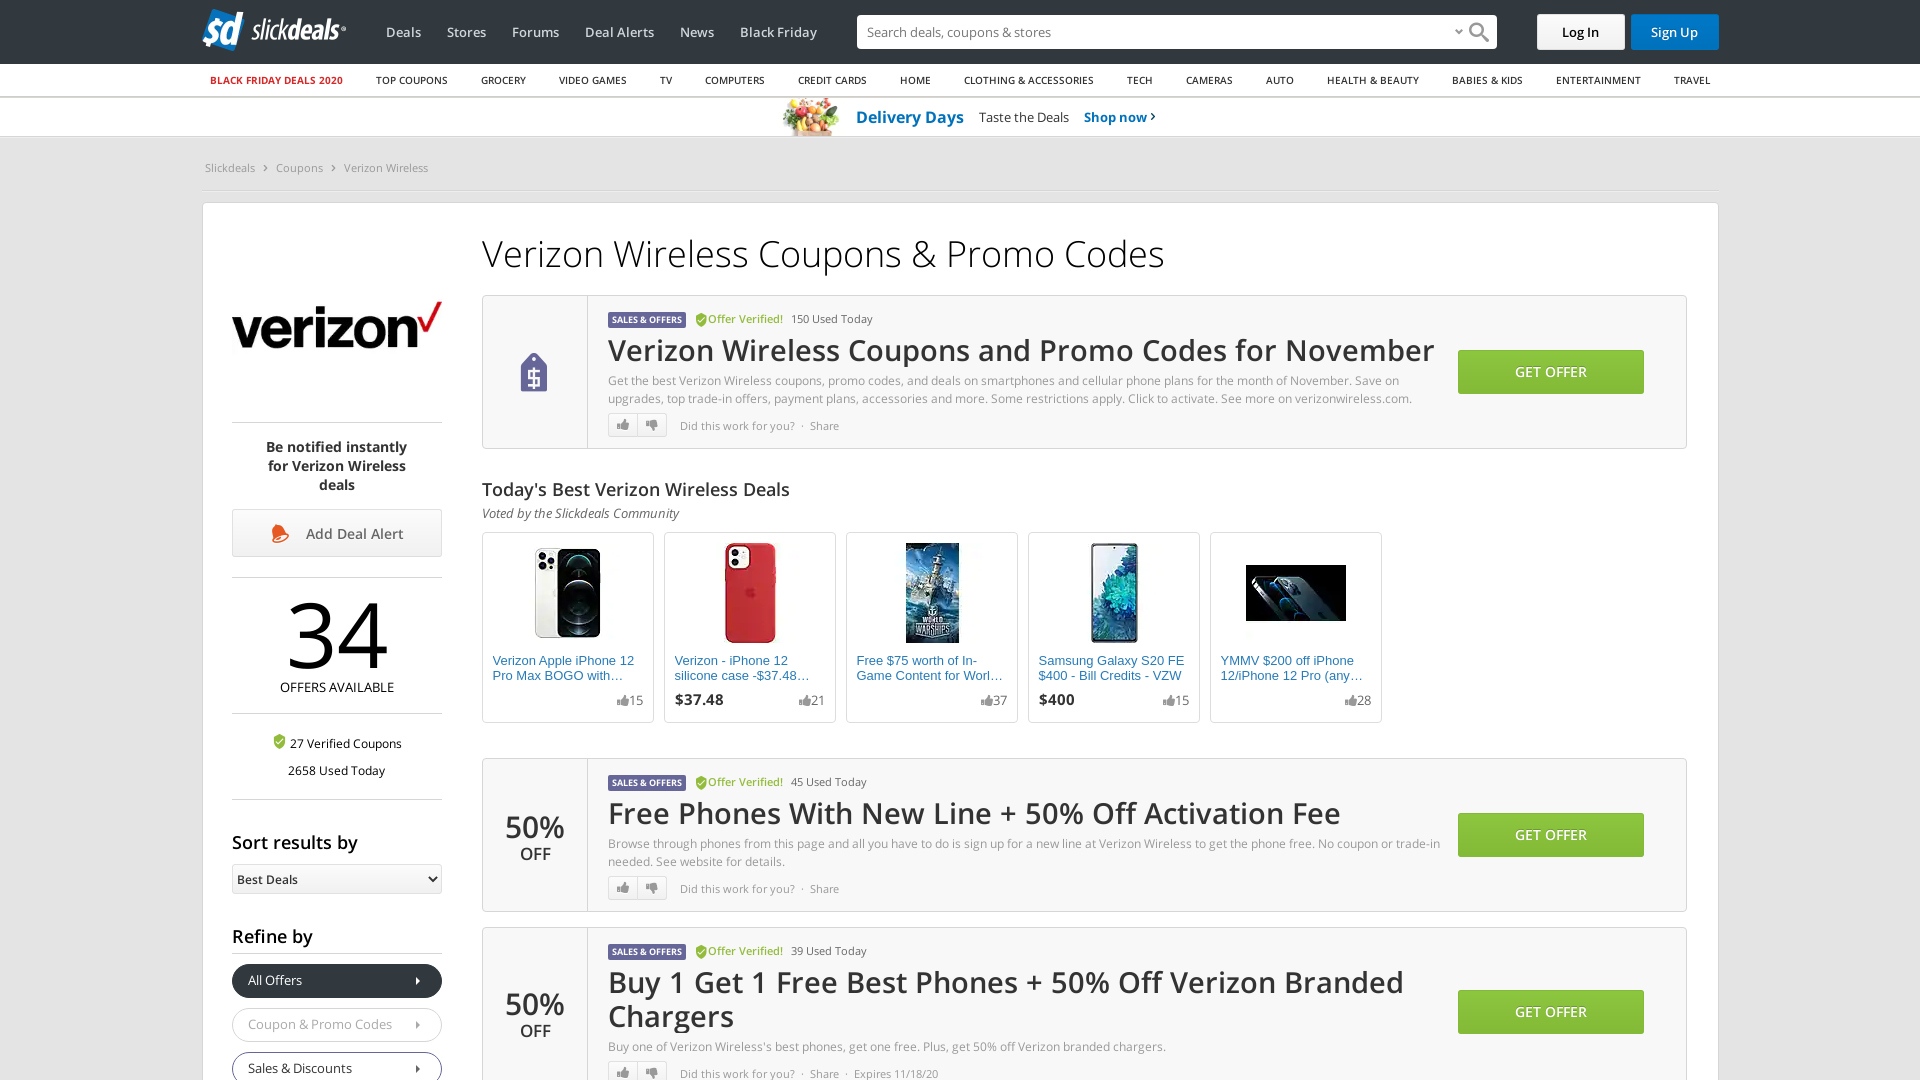 sd slickdeals
Deals
Stores
Forums
Deal Alerts
News
Black Friday
Search deals, coupons & stores
Log In
Sign Up
BLACK FRIDAY DEALS 2020
TOP COUPONS
GROCERY
VIDEO GAMES
TV
COMPUTERS
CREDIT CARDS
HOME
CLOTHING & ACCESSORIES
TECH
CAMERAS
AUTO
HEALTH & BEAUTY
BABIES & KIDS
ENTERTAINMENT
TRAVEL
Delivery Days Taste the Deals Shop now
Slickdeals
Coupons
Verizon Wireless
verizon
Be notified instantly
for Verizon Wireless
deals
Add Deal Alert
34
OFFERS AVAILABLE
27 Verified Coupons
2658 Used Today
Sort results by
Best Deals
Refine by
All Offers
Coupon & Promo Codes
Sales & Discounts
Verizon Wireless Coupons & Promo Codes
SALES & OFFERS Offer Verified! 150 Used Today
Verizon Wireless Coupons and Promo Codes for November
Get the best Verizon Wireless coupons, promo codes, and deals on smartphones and cellular phone plans for the month of November. Save on
upgrades, top trade-in offers, payment plans, accessories and more. Some restrictions apply. Click to activate. See more on verizonwireless.com.
Did this work for you? · Share
GET OFFER
Today's Best Verizon Wireless Deals
Voted by the Slickdeals Community
Verizon Apple iPhone 12
Pro Max BOGO with…
15
Verizon - iPhone 12
silicone case -$37.48…
$37.48 21
WORLD OF
WARSHIPS
Free $75 worth of In-
Game Content for Worl…
37
Samsung Galaxy S20 FE
$400 - Bill Credits - VZW
$400 15
YMMV $200 off iPhone
12/iPhone 12 Pro (any…
28
50%
OFF
SALES & OFFERS Offer Verified! 45 Used Today
Free Phones With New Line + 50% Off Activation Fee
Browse through phones from this page and all you have to do is sign up for a new line at Verizon Wireless to get the phone free. No coupon or trade-in
needed. See website for details.
Did this work for you? · Share
GET OFFER
50%
OFF
SALES & OFFERS Offer Verified! 39 Used Today
Buy 1 Get 1 Free Best Phones + 50% Off Verizon Branded
Chargers
Buy one of Verizon Wireless's best phones, get one free. Plus, get 50% off Verizon branded chargers.
Did this work for you? · Share · Expires 11/18/20
GET OFFER